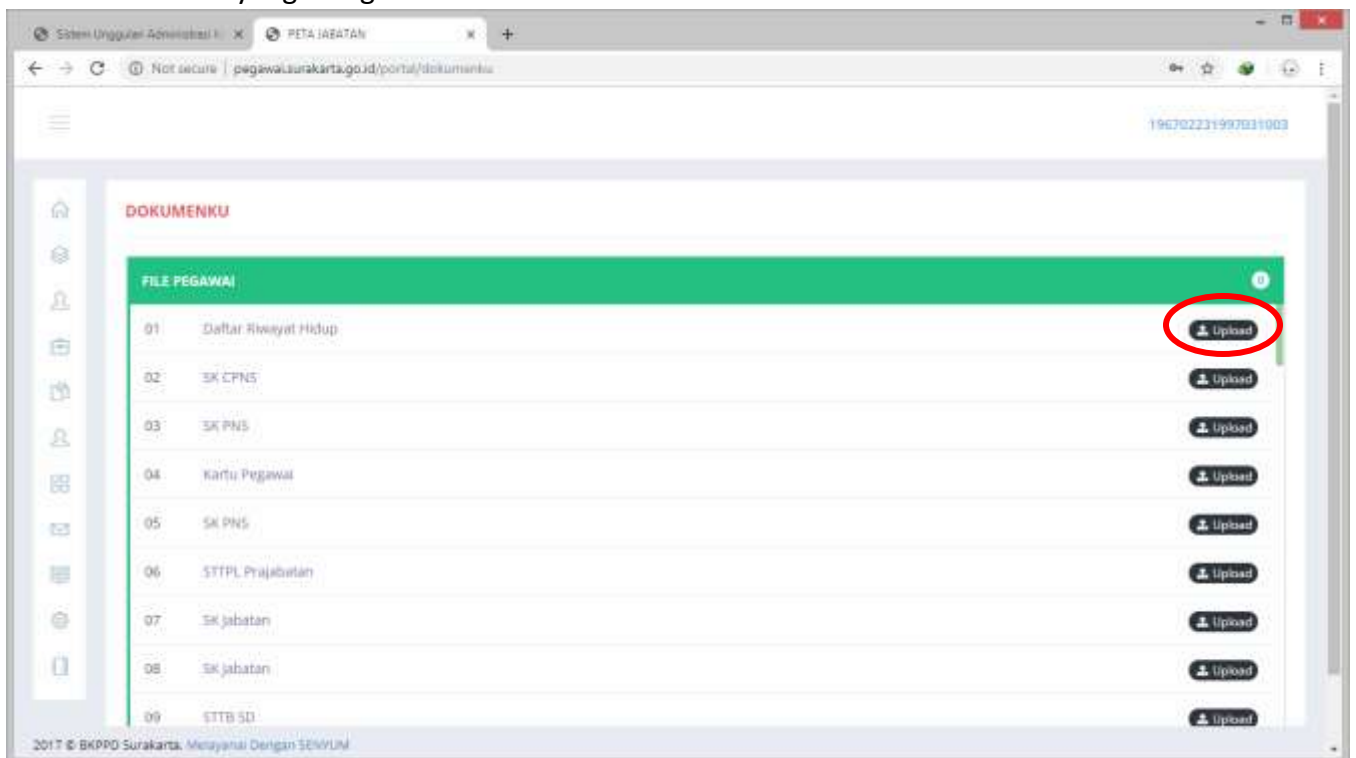 Sistem Unggulan Administrasi
PETA JABATAN
Not secure | pegawai.surakarta.go.id/portal/dokumenku
196702231997031003
DOKUMENKU
FILE PEGAWAI 0
01 Daftar Riwayat Hidup Upload
02 SK CPNS Upload
03 SK PNS Upload
04 Kartu Pegawai Upload
05 SK PNS Upload
06 STTPL Prajabatan Upload
07 SK Jabatan Upload
08 SK Jabatan Upload
09 STTB SD Upload
2017 © BKPPD Surakarta. Melayanai Dengan SENYUM